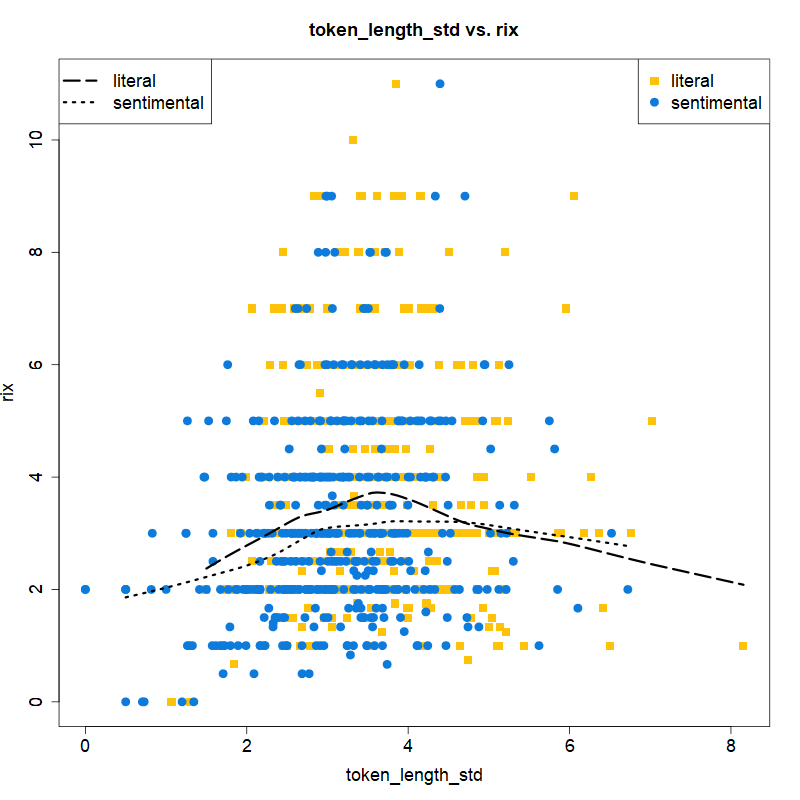 token_length_std vs. rix
literal
sentimental
literal
sentimental
rix
10
8
6
4
2
0
0 2 4 6 8
token_length_std